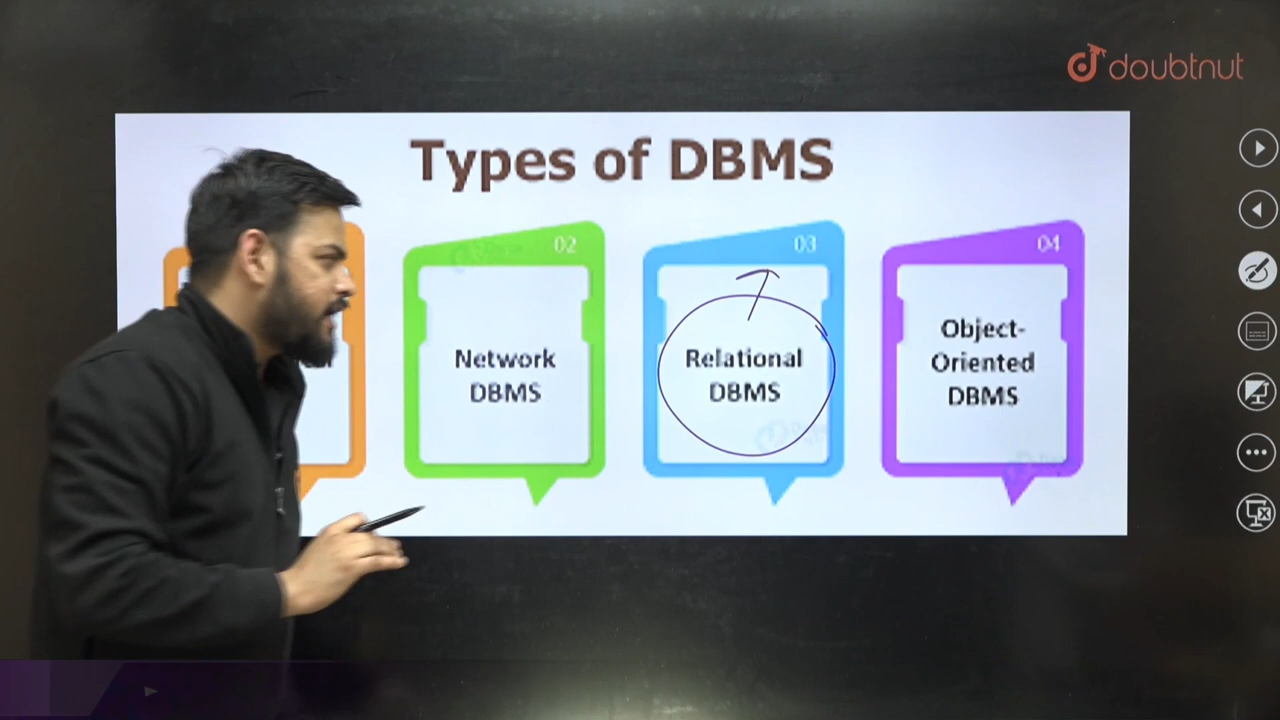 doubtnut
Types of DBMS
02
Network
DBMS
03
Relational
DBMS
04
Object-
Oriented
DBMS